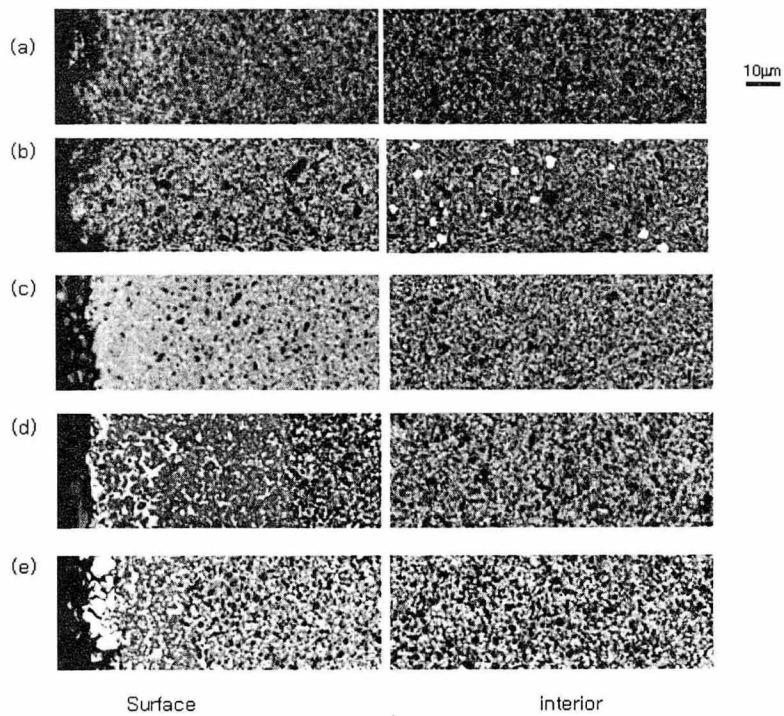 (a)
10μm
(b)
(c)
(d)
(e)
Surface
interior